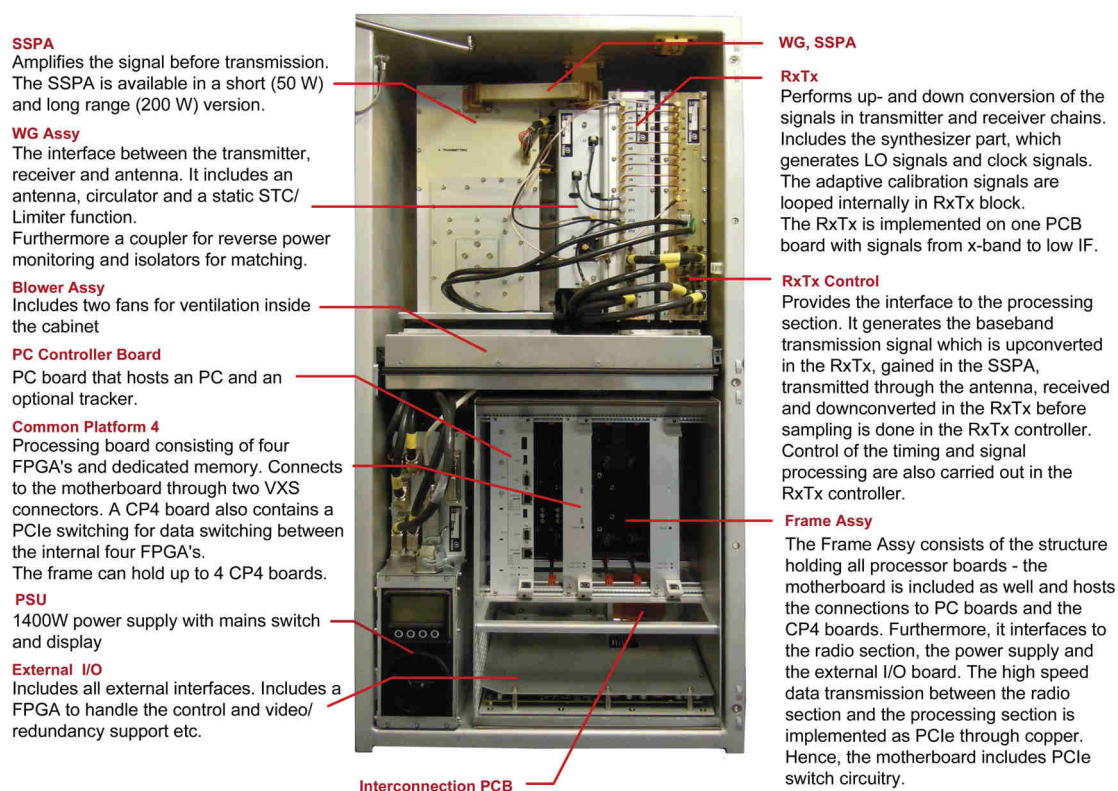 SSPA
Amplifies the signal before transmission.
The SSPA is available in a short (50 W)
and long range (200 W) version.
WG Assy
The interface between the transmitter,
receiver and antenna. It includes an
antenna, circulator and a static STC/
Limiter function.
Furthermore a coupler for reverse power
monitoring and isolators for matching.
Blower Assy
Includes two fans for ventilation inside
the cabinet
PC Controller Board
PC board that hosts an PC and an
optional tracker.
Common Platform 4
Processing board consisting of four
FPGA's and dedicated memory. Connects
to the motherboard through two VXS
connectors. A CP4 board also contains a
PCIe switching for data switching between
the internal four FPGA's.
The frame can hold up to 4 CP4 boards.
PSU
1400W power supply with mains switch
and display
External I/O
Includes all external interfaces. Includes a
FPGA to handle the control and video/
redundancy support etc.
Interconnection PCB
WG, SSPA
RxTx
Performs up- and down conversion of the
signals in transmitter and receiver chains.
Includes the synthesizer part, which
generates LO signals and clock signals.
The adaptive calibration signals are
looped internally in RxTx block.
The RxTx is implemented on one PCB
board with signals from x-band to low IF.
RxTx Control
Provides the interface to the processing
section. It generates the baseband
transmission signal which is upconverted
in the RxTx, gained in the SSPA,
transmitted through the antenna, received
and downconverted in the RxTx before
sampling is done in the RxTx controller.
Control of the timing and signal
processing are also carried out in the
RxTx controller.
Frame Assy
The Frame Assy consists of the structure
holding all processor boards - the
motherboard is included as well and hosts
the connections to PC boards and the
CP4 boards. Furthermore, it interfaces to
the radio section, the power supply and
the external I/O board. The high speed
data transmission between the radio
section and the processing section is
implemented as PCIe through copper.
Hence, the motherboard includes PCIe
switch circuitry.